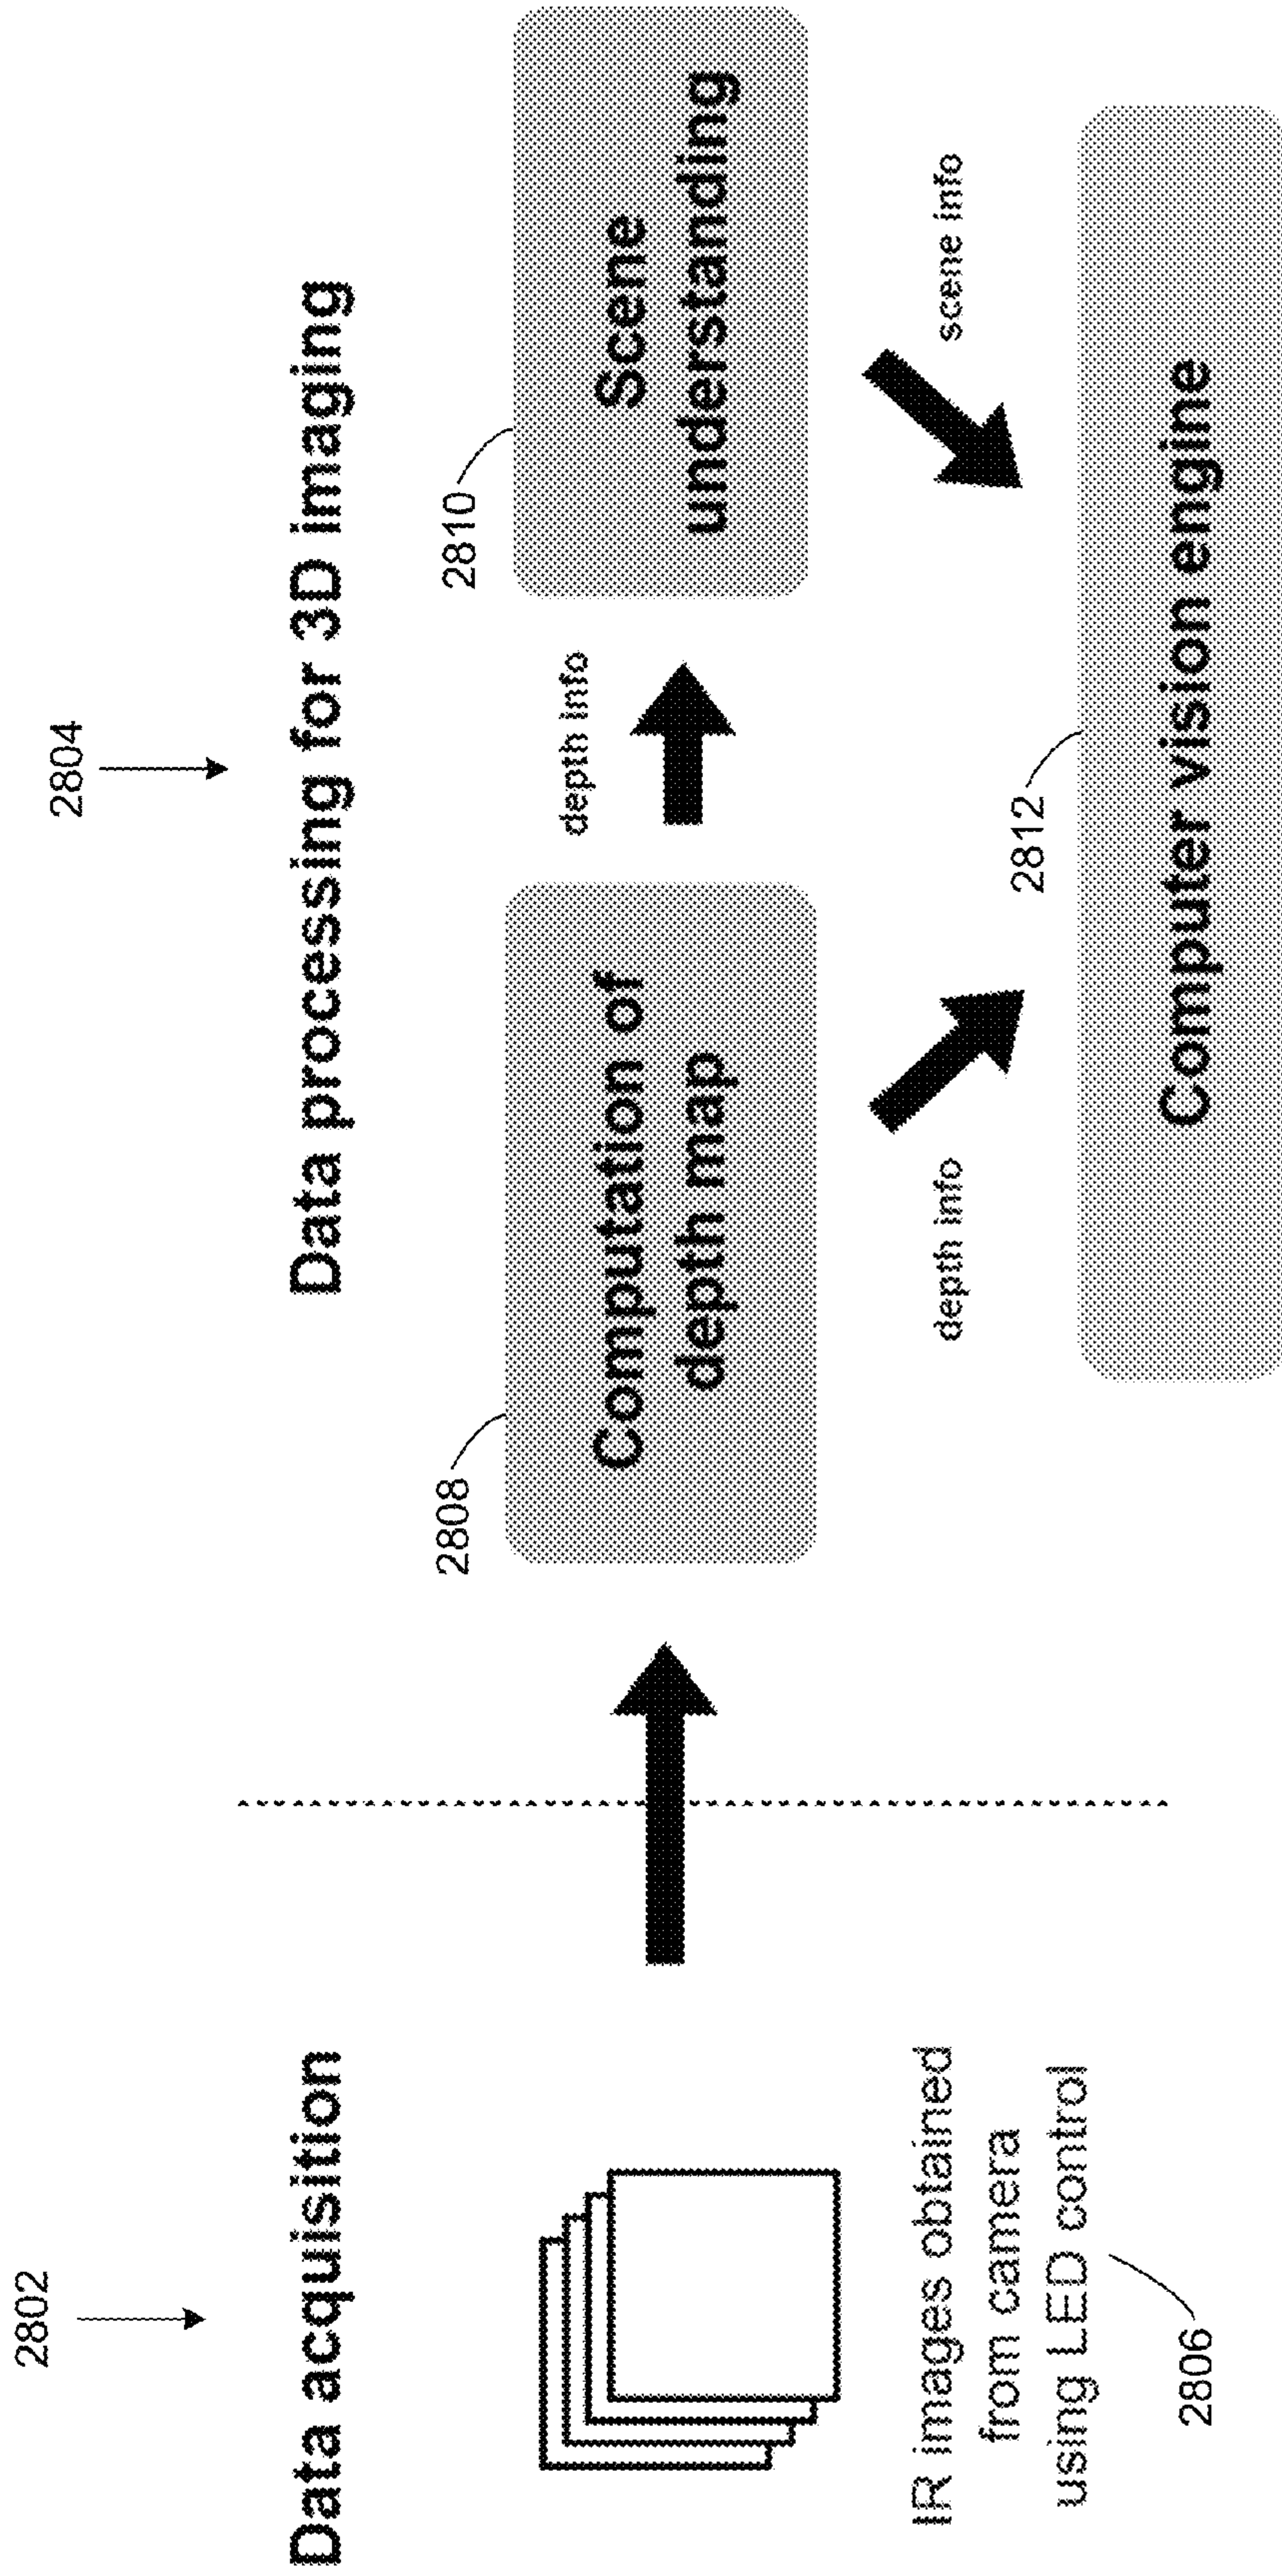 2802
Data acquisition
IR images obtained
from camera
using LED control
2806
2804
Data processing for 3D imaging
2808
Computation of
depth map
depth info
2810
Scene
understanding
depth info
scene info
2812
Computer vision engine